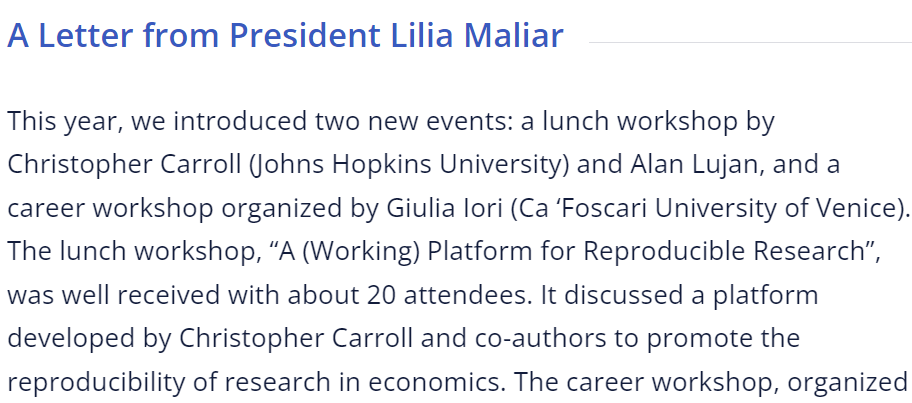 A Letter from President Lilia Maliar
This year, we introduced two new events: a lunch workshop by
Christopher Carroll (Johns Hopkins University) and Alan Lujan, and a
career workshop organized by Giulia Iori (Ca ‘Foscari University of Venice).
The lunch workshop, “A (Working) Platform for Reproducible Research”,
was well received with about 20 attendees. It discussed a platform
developed by Christopher Carroll and co-authors to promote the
reproducibility of research in economics. The career workshop, organized